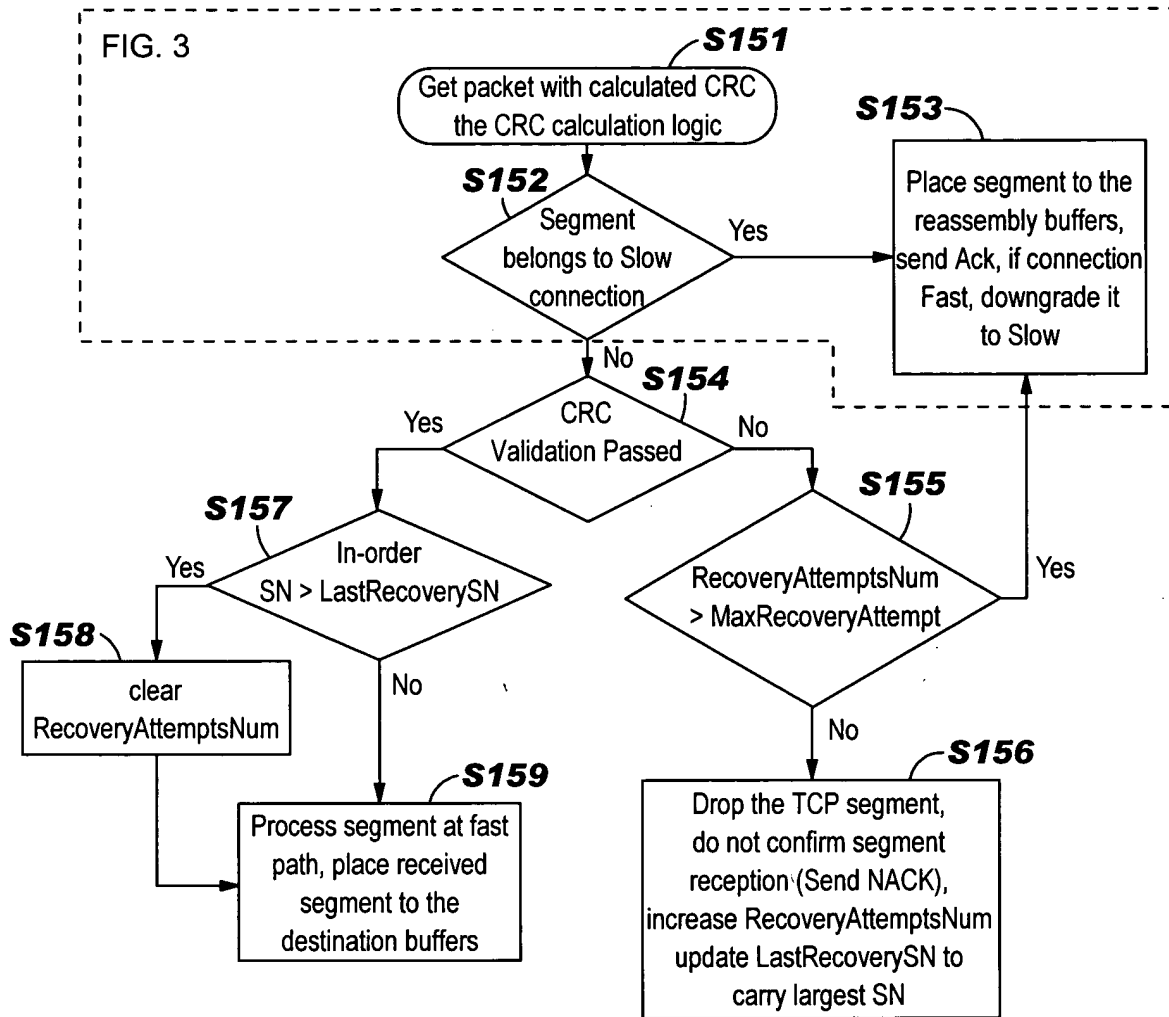 FIG. 3
S151
Get packet with calculated CRC
the CRC calculation logic
S152
Segment
belongs to Slow
connection
Yes
S153
Place segment to the
reassembly buffers,
send Ack, if connection
Fast, downgrade it
to Slow
No
S154
CRC
Validation Passed
Yes
No
S155
RecoveryAttemptsNum
> MaxRecoveryAttempt
Yes
S157
In-order
SN > LastRecoverySN
Yes
S158
clear
RecoveryAttemptsNum
No
No
S159
Process segment at fast
path, place received
segment to the
destination buffers
S156
Drop the TCP segment,
do not confirm segment
reception (Send NACK),
increase RecoveryAttemptsNum
update LastRecoverySN to
carry largest SN